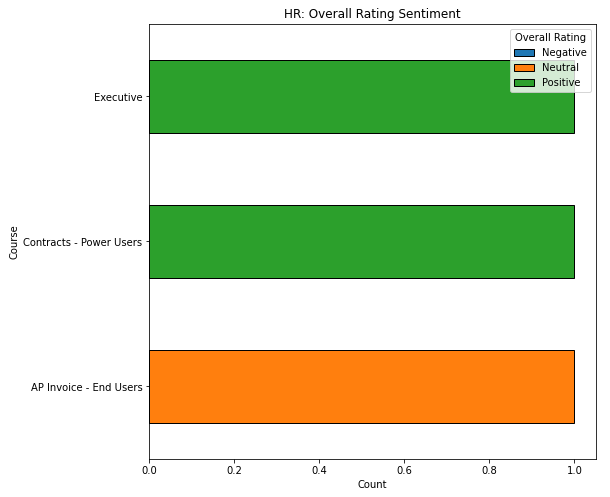 HR: Overall Rating Sentiment
Overall Rating
Negative
Neutral
Positive
Executive
Contracts - Power Users
AP Invoice - End Users
Course
0.0 0.2 0.4 0.6 0.8 1.0
Count